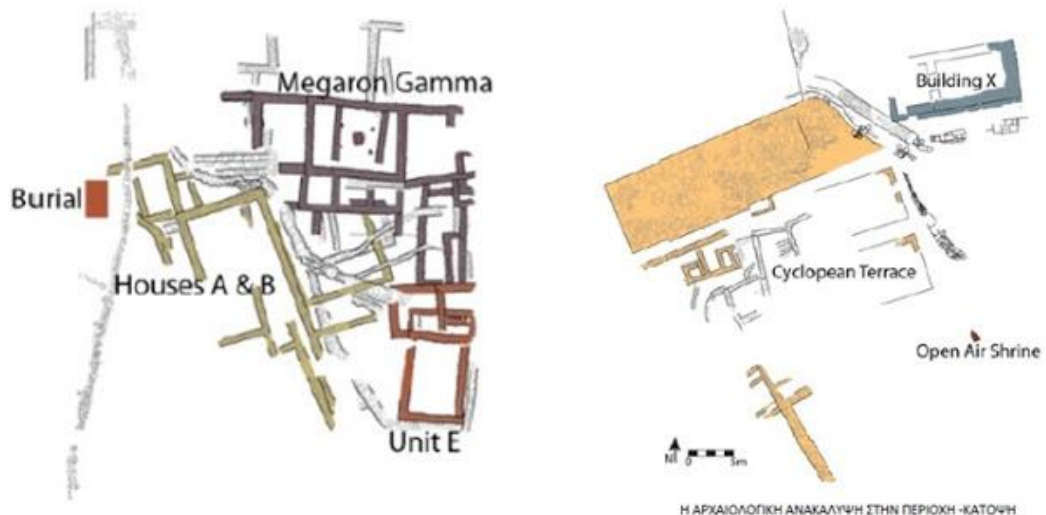 Megaron Gamma
Burial
Houses A & B
Unit E
Building X
Cyclopean Terrace
Open Air Shrine
N
0 5m
Η ΑΡΧΑΙΟΛΟΓΙΚΗ ΑΝΑΚΑΛΥΨΗ ΣΤΗΝ ΠΕΡΙΟΧΗ -ΚΑΤΟΨΗ